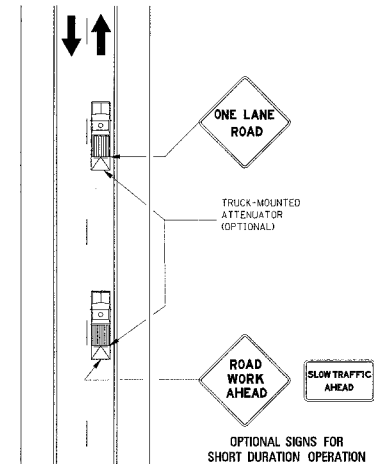 ONE LANE
ROAD
TRUCK-MOUNTED
ATTENUATOR
(OPTIONAL)
ROAD
WORK
AHEAD
SLOW TRAFFIC
AHEAD
OPTIONAL SIGNS FOR
SHORT DURATION OPERATION